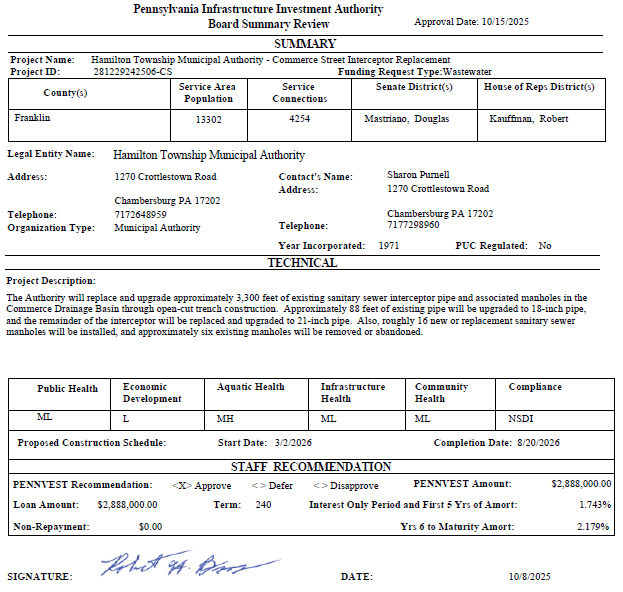 Pennsylvania Infrastructure Investment Authority
Board Summary Review
Approval Date: 10/15/2025
SUMMARY
Project Name: Hamilton Township Municipal Authority - Commerce Street Interceptor Replacement
Project ID: 281229242506-CS Funding Request Type:Wastewater
County(s) Service Area Population Service Connections Senate District(s) House of Reps District(s)
Franklin 13302 4254 Mastriano, Douglas Kauffman, Robert
Legal Entity Name: Hamilton Township Municipal Authority
Address: 1270 Crottlestown Road Contact's Name: Sharon Purnell
Address: 1270 Crottlestown Road
Chambersburg PA 17202 Chambersburg PA 17202
Telephone: 7172648959 Telephone: 7177298960
Organization Type: Municipal Authority
Year Incorporated: 1971 PUC Regulated: No
TECHNICAL
Project Description:
The Authority will replace and upgrade approximately 3,300 feet of existing sanitary sewer interceptor pipe and associated manholes in the
Commerce Drainage Basin through open-cut trench construction. Approximately 88 feet of existing pipe will be upgraded to 18-inch pipe,
and the remainder of the interceptor will be replaced and upgraded to 21-inch pipe. Also, roughly 16 new or replacement sanitary sewer
manholes will be installed, and approximately six existing manholes will be removed or abandoned.
Public Health Economic Development Aquatic Health Infrastructure Health Community Health Compliance
ML L MH ML ML NSDI
Proposed Construction Schedule: Start Date: 3/2/2026 Completion Date: 8/20/2026
STAFF RECOMMENDATION
PENNVEST Recommendation: <X> Approve < > Defer < > Disapprove PENNVEST Amount: $2,888,000.00
Loan Amount: $2,888,000.00 Term: 240 Interest Only Period and First 5 Yrs of Amort: 1.743%
Non-Repayment: $0.00 Yrs 6 to Maturity Amort: 2.179%
SIGNATURE: DATE: 10/8/2025